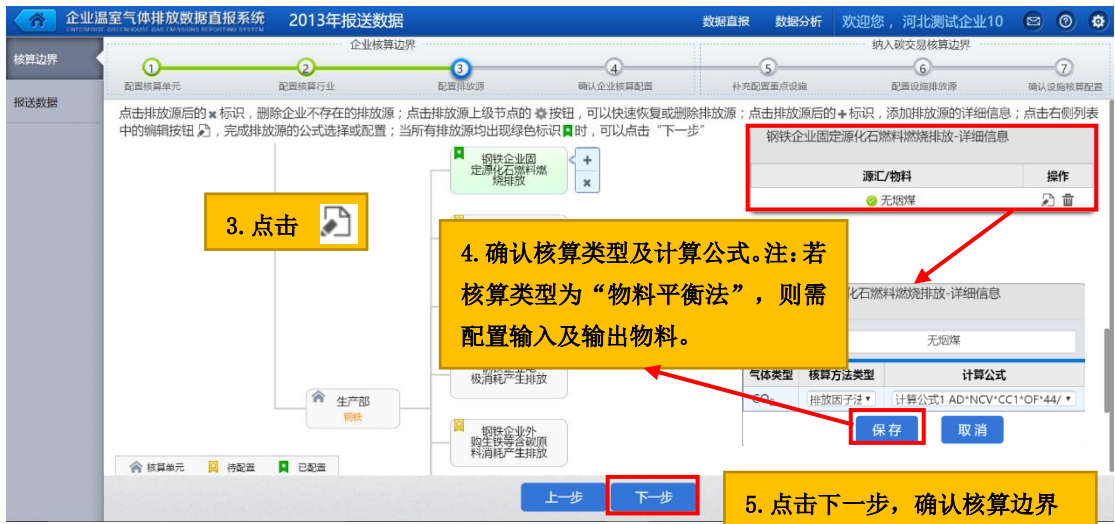 企业温室气体排放数据直报系统 2013年报送数据 数据直报 数据分析 欢迎您，河北测试企业10
ENTERPRISE GREENHOUSE GAS EMISSIONS REPORTING SYSTEM
核算边界
报送数据
企业核算边界 纳入碳交易核算边界
1 2 3 4 5 6 7
配置核算单元 配置核算行业 配置排放源 确认企业核算配置 补充配置重点设施 配置设施排放源 确认设施核算配置
点击排放源后的 x 标识，删除企业不存在的排放源；点击排放源上级节点的 按钮，可以快速恢复或删除排放源；点击排放源后的 + 标识，添加排放源的详细信息；点击右侧列表
中的编辑按钮 ，完成排放源的公式选择或配置；当所有排放源均出现绿色标识 时，可以点击“下一步”
钢铁企业固
定源化石燃料燃
烧排放
+
x
钢铁企业固定源化石燃料燃烧排放-详细信息
源汇/物料 操作
无烟煤
3.点击
4.确认核算类型及计算公式。注：若
核算类型为“物料平衡法”，则需
配置输入及输出物料。
化石燃料燃烧排放-详细信息
无烟煤
气体类型 核算方法类型 计算公式
CO₂ 排放因子法 计算公式1 AD*NCV*CC1*OF*44/
保存 取消
极消耗产生排放
生产部
钢铁
钢铁企业外
购生铁等含碳原
料消耗产生排放
核算单元 待配置 已配置
上一步 下一步
5.点击下一步，确认核算边界